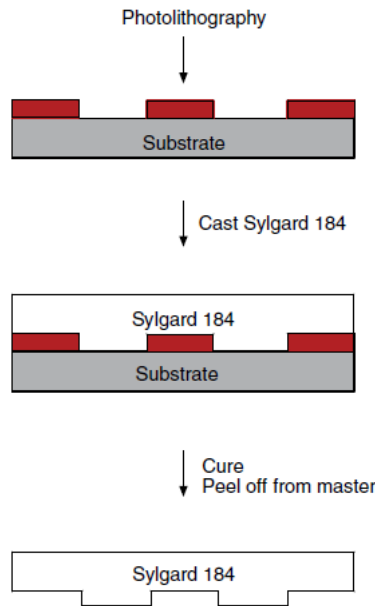 Photolithography
Substrate
Cast Sylgard 184
Sylgard 184
Substrate
Cure
Peel off from master
Sylgard 184